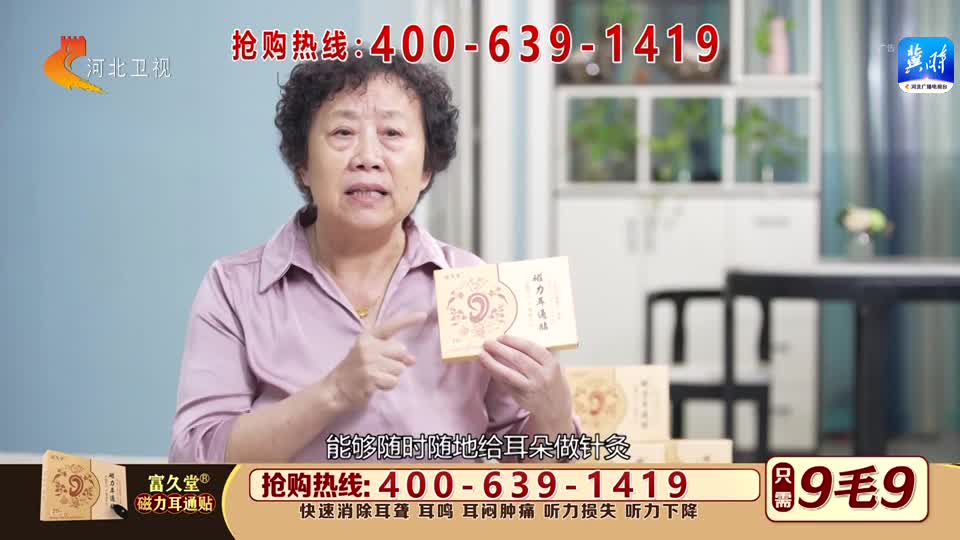 抢购热线:400-639-1419
河北卫视
广告
冀时
河北广播电视台
磁力耳通贴
能够随时随地给耳朵做针灸
富久堂®
磁力耳通贴
抢购热线:400-639-1419
快速消除耳聋 耳鸣 耳闷肿痛 听力损失 听力下降
只需
9毛9